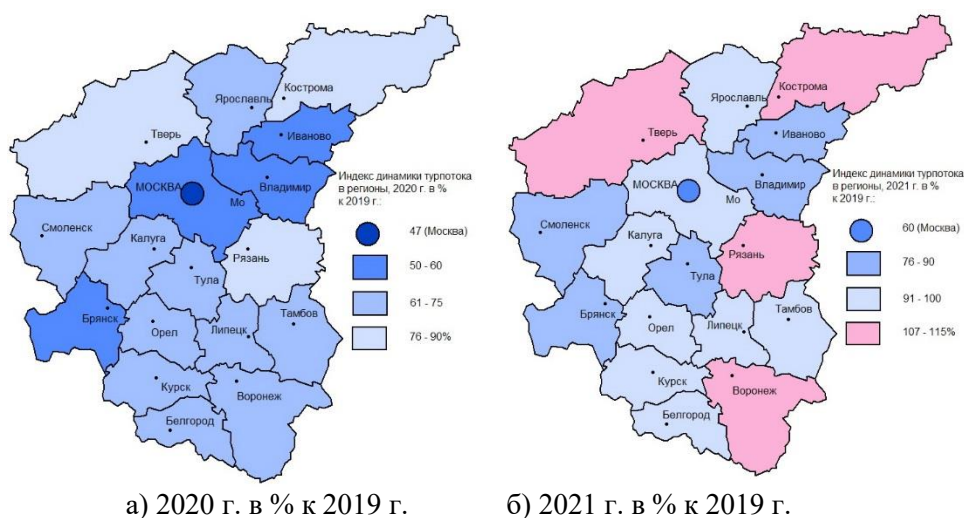 Ярославль
Кострома
Тверь
Иваново
МОСКВА
Владимир
Мо
Смоленск
Калуга
Рязань
Тула
Брянск
Орел
Липецк
Тамбов
Курск
Воронеж
Белгород
Индекс динамики турпотока
в регионы, 2020 г. в %
к 2019 г.:
47 (Москва)
50 - 60
61 - 75
76 - 90%
а) 2020 г. в % к 2019 г.
Ярославль
Кострома
Тверь
Иваново
МОСКВА
Владимир
Мо
Смоленск
Калуга
Рязань
Тула
Брянск
Орел
Липецк
Тамбов
Курск
Воронеж
Белгород
Индекс динамики турпотока
в регионы, 2021 г. в %
к 2019 г.:
60 (Москва)
76 - 90
91 - 100
107 - 115%
б) 2021 г. в % к 2019 г.